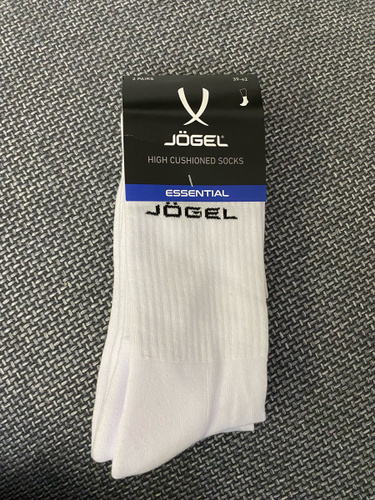 2 PAIRS 39-42
JÖGEL®
HIGH CUSHIONED SOCKS
ESSENTIAL
JÖGEL